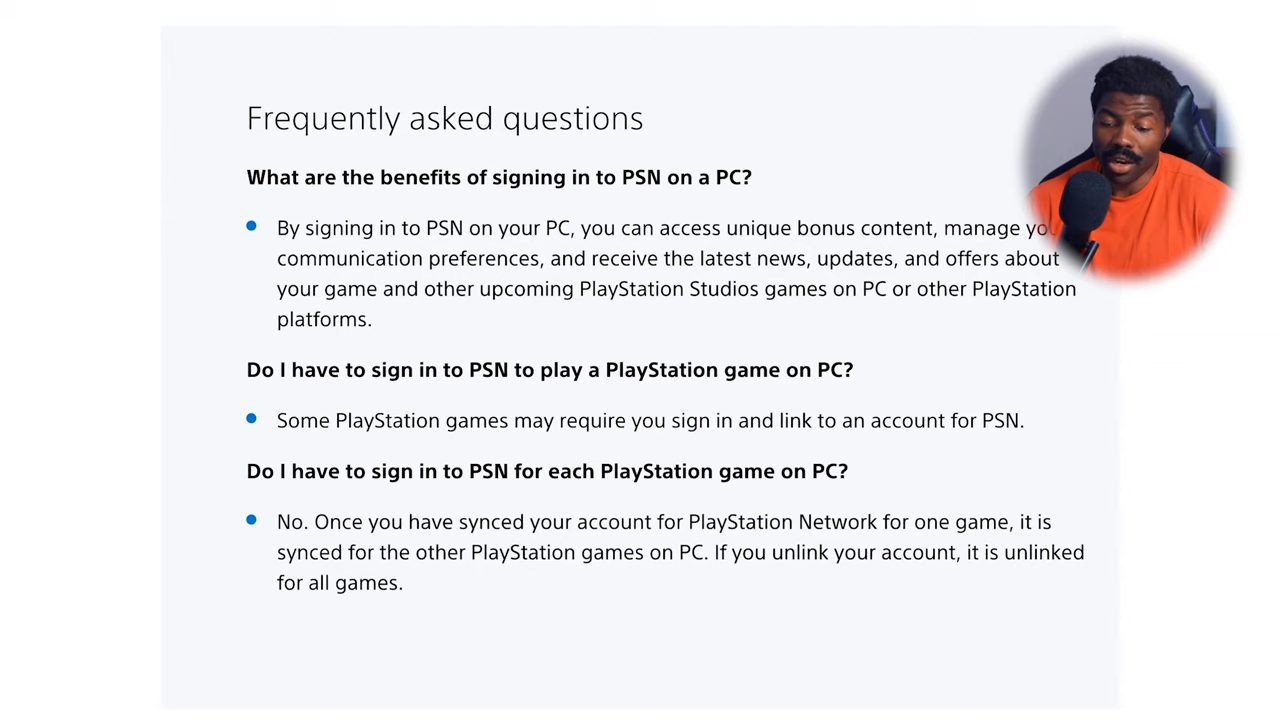 Frequently asked questions
What are the benefits of signing in to PSN on a PC?
By signing in to PSN on your PC, you can access unique bonus content, manage
communication preferences, and receive the latest news, updates, and offers about
your game and other upcoming PlayStation Studios games on PC or other PlayStation
platforms.
Do I have to sign in to PSN to play a PlayStation game on PC?
Some PlayStation games may require you sign in and link to an account for PSN.
Do I have to sign in to PSN for each PlayStation game on PC?
No. Once you have synced your account for PlayStation Network for one game, it is
synced for the other PlayStation games on PC. If you unlink your account, it is unlinked
for all games.